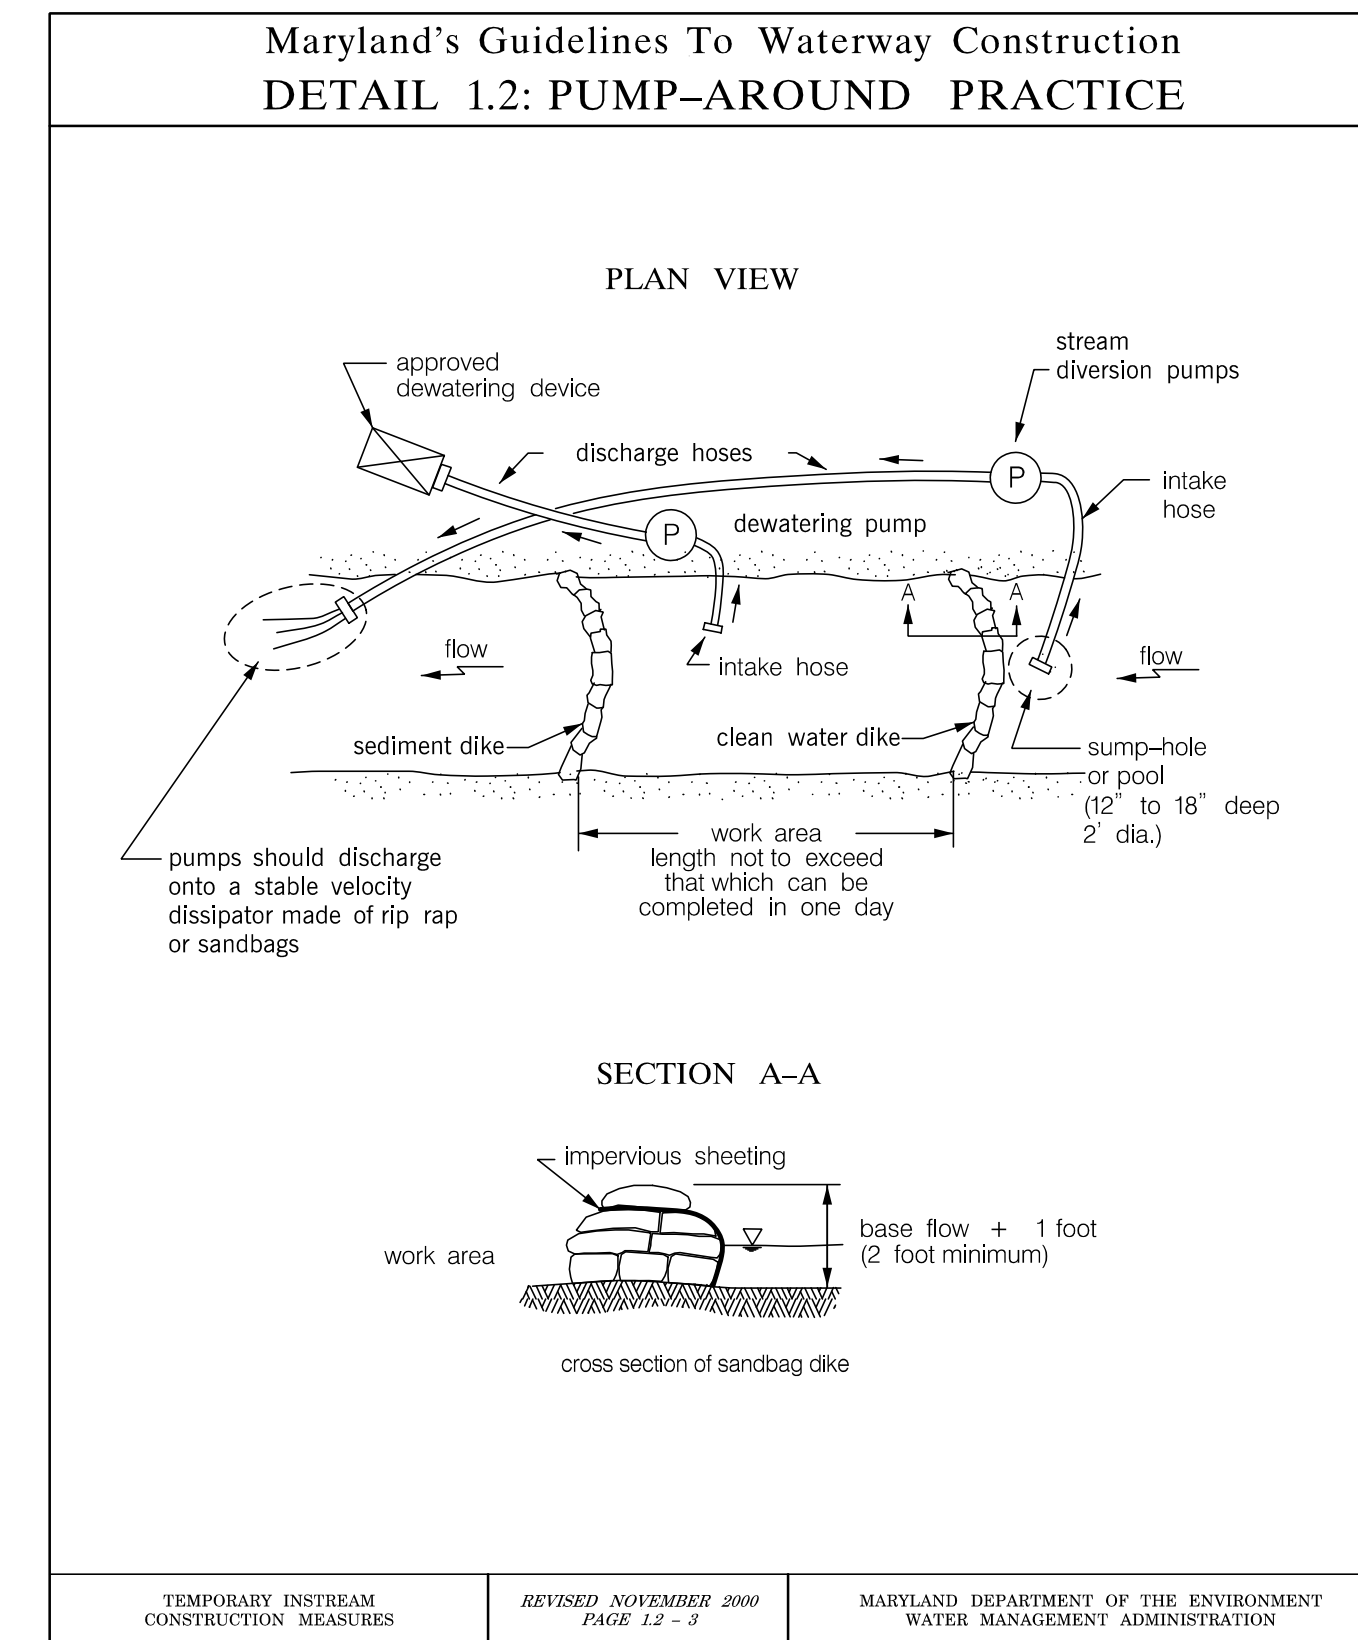 Maryland's Guidelines To Waterway Construction
DETAIL 1.2: PUMP–AROUND PRACTICE
PLAN VIEW
stream
diversion pumps
approved
dewatering device
discharge hoses
P
intake
hose
P
dewatering pump
A
A
flow
intake hose
flow
sediment dike
clean water dike
sump–hole
or pool
(12" to 18" deep
2' dia.)
work area
length not to exceed
that which can be
completed in one day
pumps should discharge
onto a stable velocity
dissipator made of rip rap
or sandbags
SECTION A–A
impervious sheeting
work area
base flow + 1 foot
(2 foot minimum)
cross section of sandbag dike
TEMPORARY INSTREAM
CONSTRUCTION MEASURES
REVISED NOVEMBER 2000
PAGE 1.2 – 3
MARYLAND DEPARTMENT OF THE ENVIRONMENT
WATER MANAGEMENT ADMINISTRATION